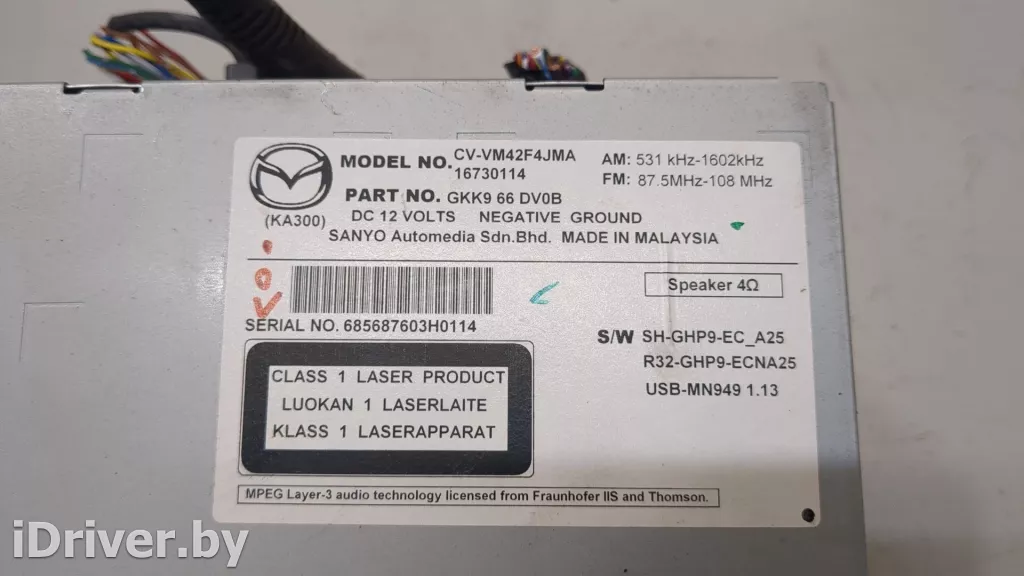 MODEL NO. CV-VM42F4JMA
16730114
AM: 531 kHz-1602kHz
FM: 87.5MHz-108 MHz
PART NO. GKK9 66 DV0B
(KA300)
DC 12 VOLTS NEGATIVE GROUND
SANYO Automedia Sdn.Bhd. MADE IN MALAYSIA
Speaker 4Ω
SERIAL NO. 685687603H0114
S/W SH-GHP9-EC_A25
R32-GHP9-ECNA25
USB-MN949 1.13
CLASS 1 LASER PRODUCT
LUOKAN 1 LASERLAITE
KLASS 1 LASERAPPARAT
MPEG Layer-3 audio technology licensed from Fraunhofer IIS and Thomson.
iDriver.by